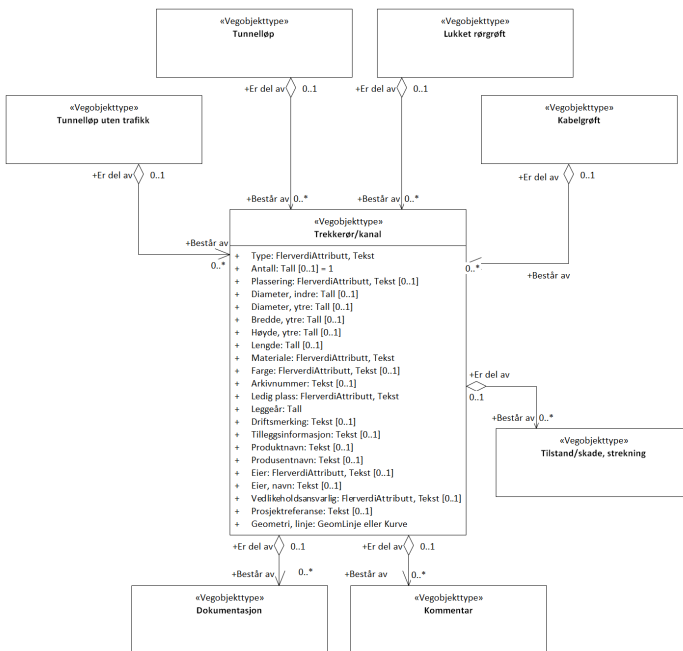 «Vegobjekttype»
Tunnelløp
«Vegobjekttype»
Lukket rørgrøft
+Er del av 0..1
+Er del av 0..1
«Vegobjekttype»
Tunnelløp uten trafikk
«Vegobjekttype»
Kabelgrøft
+Er del av 0..1
+Er del av 0..1
+Består av 0..*
+Består av 0..*
+Består av
0..*
0..*
+Består av
«Vegobjekttype»
Trekkerør/kanal
+ Type: FlerverdiAttributt, Tekst
+ Antall: Tall [0..1] = 1
+ Plassering: FlerverdiAttributt, Tekst [0..1]
+ Diameter, indre: Tall [0..1]
+ Diameter, ytre: Tall [0..1]
+ Bredde, ytre: Tall [0..1]
+ Høyde, ytre: Tall [0..1]
+ Lengde: Tall [0..1]
+ Materiale: FlerverdiAttributt, Tekst
+ Farge: FlerverdiAttributt, Tekst [0..1]
+ Arkivnummer: Tekst [0..1]
+ Ledig plass: FlerverdiAttributt, Tekst
+ Leggeår: Tall
+ Driftsmerking: Tekst [0..1]
+ Tilleggsinformasjon: Tekst [0..1]
+ Produktnavn: Tekst [0..1]
+ Produsentnavn: Tekst [0..1]
+ Eier: FlerverdiAttributt, Tekst [0..1]
+ Eier, navn: Tekst [0..1]
+ Vedlikeholdsansvarlig: FlerverdiAttributt, Tekst [0..1]
+ Prosjektreferanse: Tekst [0..1]
+ Geometri, linje: GeomLinje eller Kurve
+Er del av
0..1
+Består av 0..*
«Vegobjekttype»
Tilstand/skade, strekning
+Er del av 0..1
+Er del av 0..1
+Består av 0..*
+Består av 0..*
«Vegobjekttype»
Dokumentasjon
«Vegobjekttype»
Kommentar